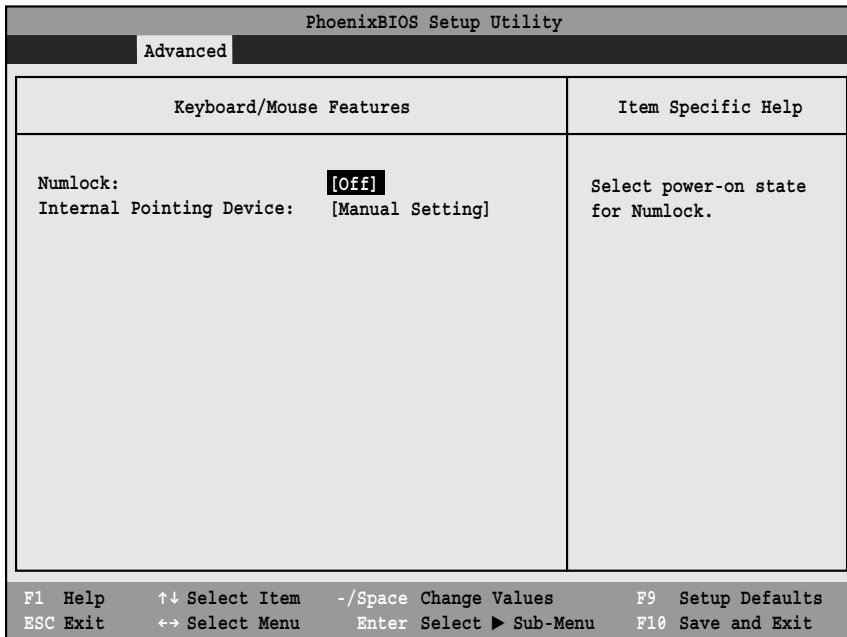 PhoenixBIOS Setup Utility
Advanced
Keyboard/Mouse Features
Item Specific Help
Numlock: [Off]
Internal Pointing Device: [Manual Setting]
Select power-on state
for Numlock.
F1 Help ↑↓ Select Item -/Space Change Values F9 Setup Defaults
ESC Exit ←→ Select Menu Enter Select ▶ Sub-Menu F10 Save and Exit